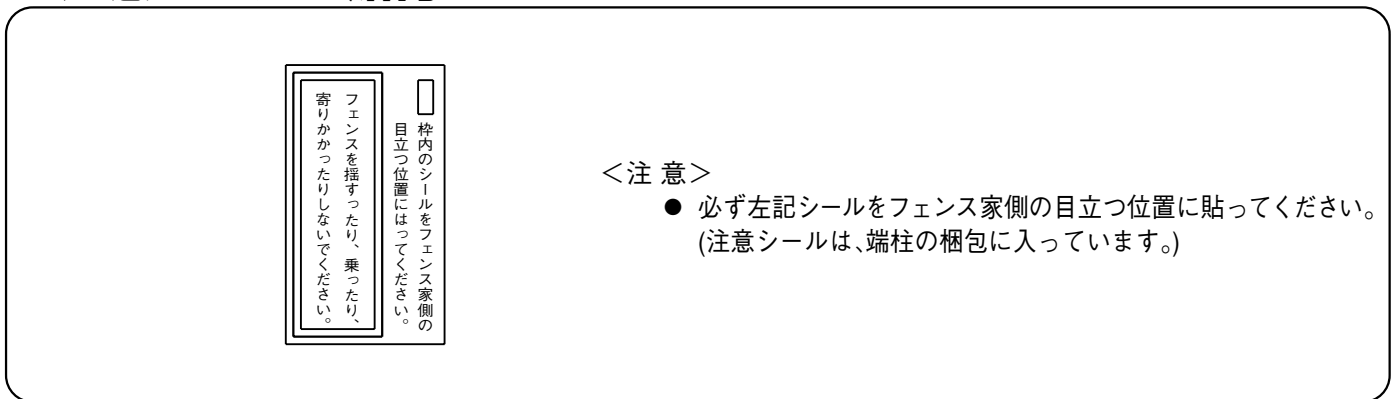 ▯ 枠内のシールをフェンス家側の
目立つ位置にはってください。
フェンスを揺すったり、乗ったり、
寄りかかったりしないでください。
＜注 意＞
● 必ず左記シールをフェンス家側の目立つ位置に貼ってください。
(注意シールは、端柱の梱包に入っています。)